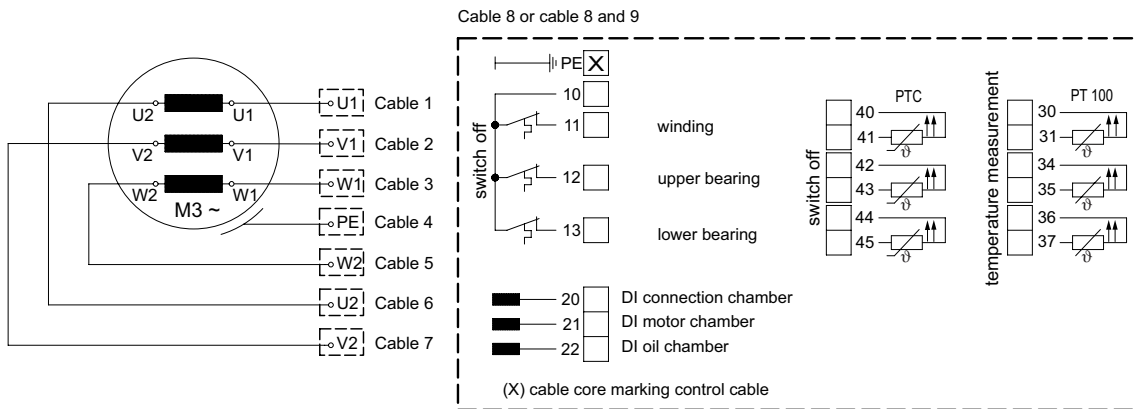 Cable 8 or cable 8 and 9
U2 U1 U1 Cable 1
V2 V1 V1 Cable 2
W2 W1 W1 Cable 3
M3 ~
PE Cable 4
W2 Cable 5
U2 Cable 6
V2 Cable 7
PE X
switch off
10
11 winding
12 upper bearing
13 lower bearing
20 DI connection chamber
21 DI motor chamber
22 DI oil chamber
(X) cable core marking control cable
switch off
PTC
40
41 ϑ
42
43 ϑ
44
45 ϑ
temperature measurement
PT 100
30
31 ϑ
34
35 ϑ
36
37 ϑ